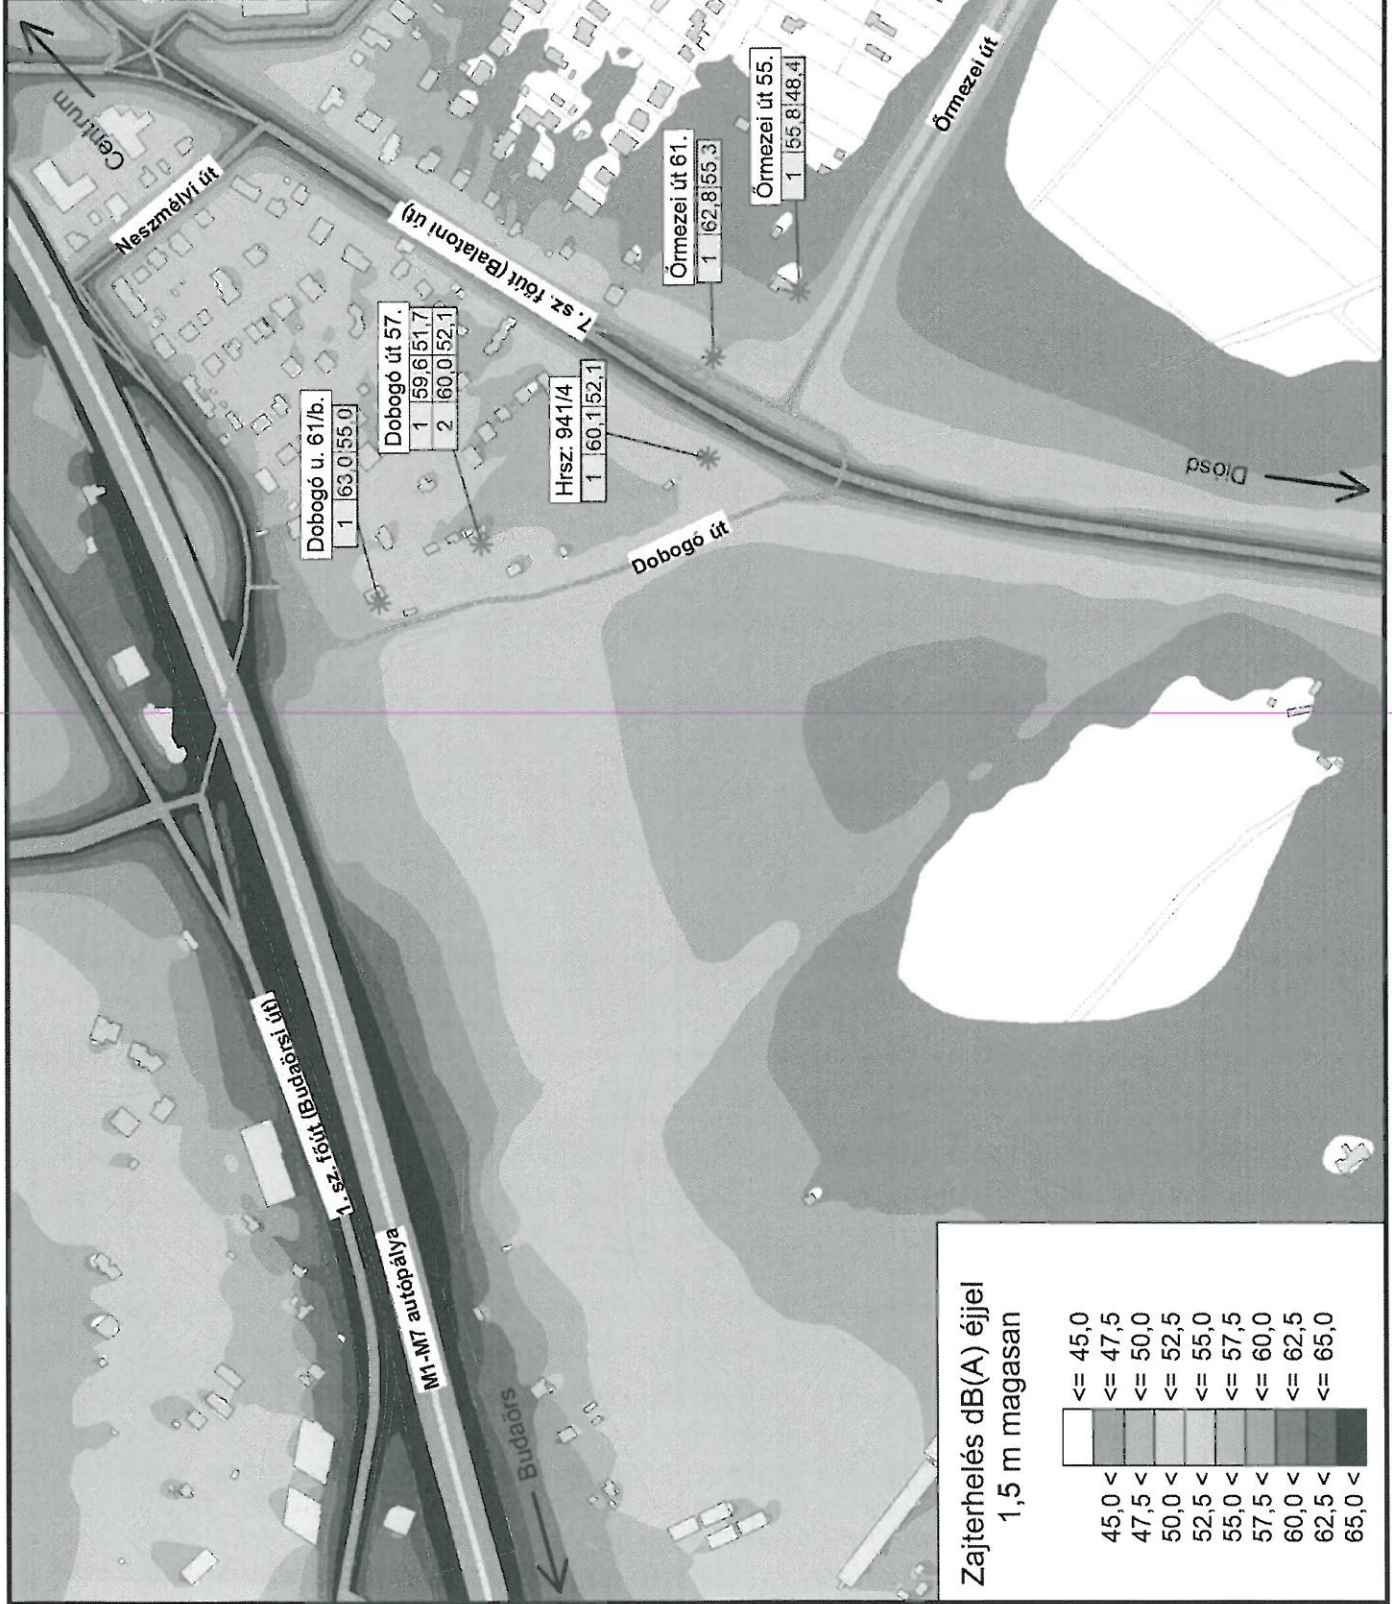 Centrum
Neszmélyi út
7. sz. főút (Balatoni út)
Őrmezei út
Őrmezei út 55.
1 55,8 48,4
Őrmezei út 61.
1 62,8 55,3
Dobogó u. 61/b.
1 63,0 55,0
Dobogó út 57.
1 59,6 51,7
2 60,0 52,1
Hrsz: 941/4
1 60,1 52,1
Dobogó út
Diósd
1. sz. főút (Budaörsi út)
M1-M7 autópálya
Budaörs
Zajterhelés dB(A) éjjel
1,5 m magasan
<= 45,0
45,0 < <= 47,5
47,5 < <= 50,0
50,0 < <= 52,5
52,5 < <= 55,0
55,0 < <= 57,5
57,5 < <= 60,0
60,0 < <= 62,5
62,5 < <= 65,0
65,0 <